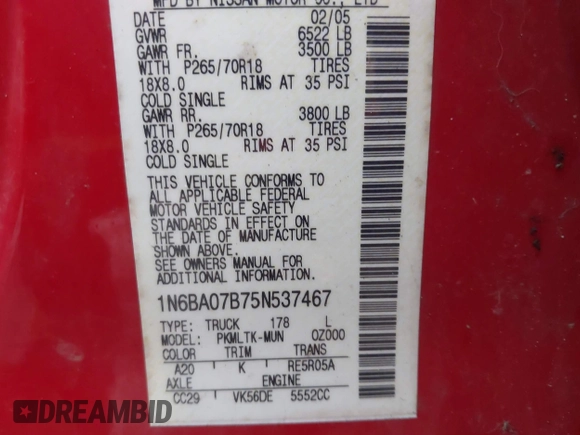 MFD BY NISSAN MOTOR CO., LTD
DATE 02/05
GVWR 6522 LB
GAWR FR. 3500 LB
WITH P265/70R18 TIRES
18X8.0 RIMS AT 35 PSI
COLD SINGLE
GAWR RR. 3800 LB
WITH P265/70R18 TIRES
18X8.0 RIMS AT 35 PSI
COLD SINGLE
THIS VEHICLE CONFORMS TO
ALL APPLICABLE FEDERAL
MOTOR VEHICLE SAFETY
STANDARDS IN EFFECT ON
THE DATE OF MANUFACTURE
SHOWN ABOVE.
SEE OWNERS MANUAL FOR
ADDITIONAL INFORMATION.
1N6BA07B75N537467
TYPE: TRUCK 178 L
MODEL: PKMLTK-MUN 0Z000
COLOR TRIM TRANS
A20 K RE5R05A
AXLE ENGINE
CC29 VK56DE 5552CC
DREAMBID